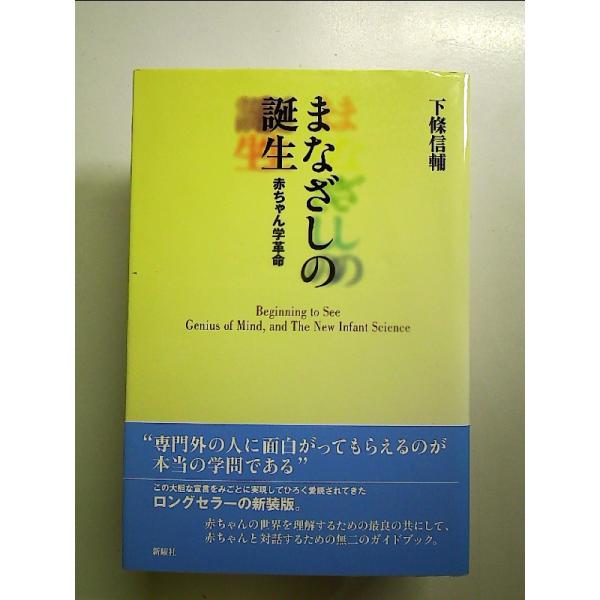 下條信輔
まなざしの
誕生
赤ちゃん学革命
Beginning to See
Genius of Mind, and The New Infant Science
“専門外の人に面白がってもらえるのが
本当の学問である”
この大胆な宣言をみごとに実現してひろく愛読されてきた
ロングセラーの新装版。
赤ちゃんの世界を理解するための最良の共にして、
赤ちゃんと対話するための無二のガイドブック。
新曜社